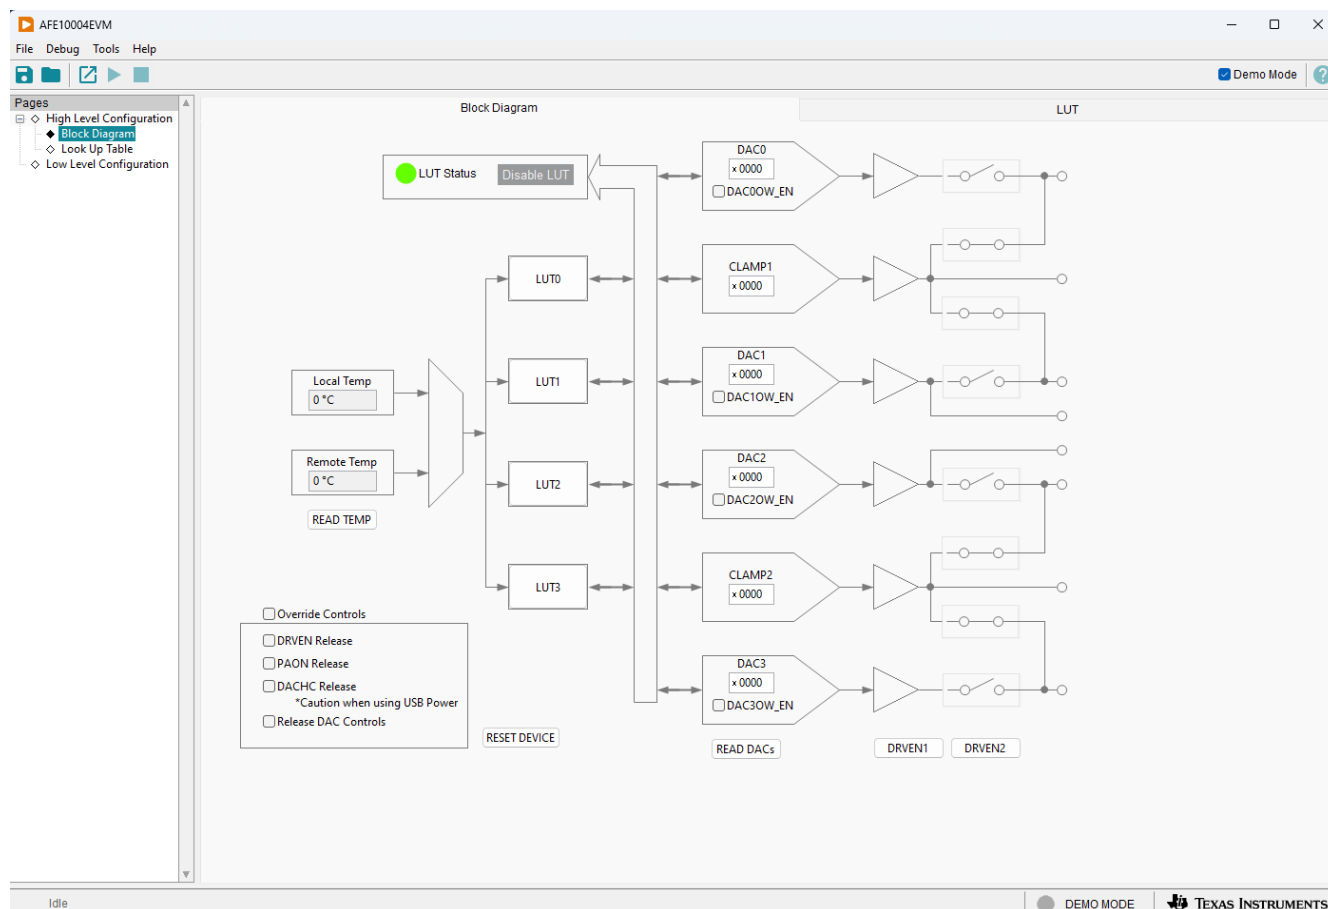 AFE10004EVM
File Debug Tools Help
Demo Mode
Pages
High Level Configuration
Block Diagram
Look Up Table
Low Level Configuration
Block Diagram
LUT
LUT Status
Disable LUT
DAC0
x 0000
DAC0OW_EN
LUT0
CLAMP1
x 0000
Local Temp
0 °C
LUT1
DAC1
x 0000
DAC1OW_EN
Remote Temp
0 °C
READ TEMP
LUT2
DAC2
x 0000
DAC2OW_EN
LUT3
CLAMP2
x 0000
Override Controls
DRVEN Release
PAON Release
DACHC Release
*Caution when using USB Power
Release DAC Controls
DAC3
x 0000
DAC3OW_EN
RESET DEVICE
READ DACs
DRVEN1
DRVEN2
Idle
DEMO MODE
TEXAS INSTRUMENTS